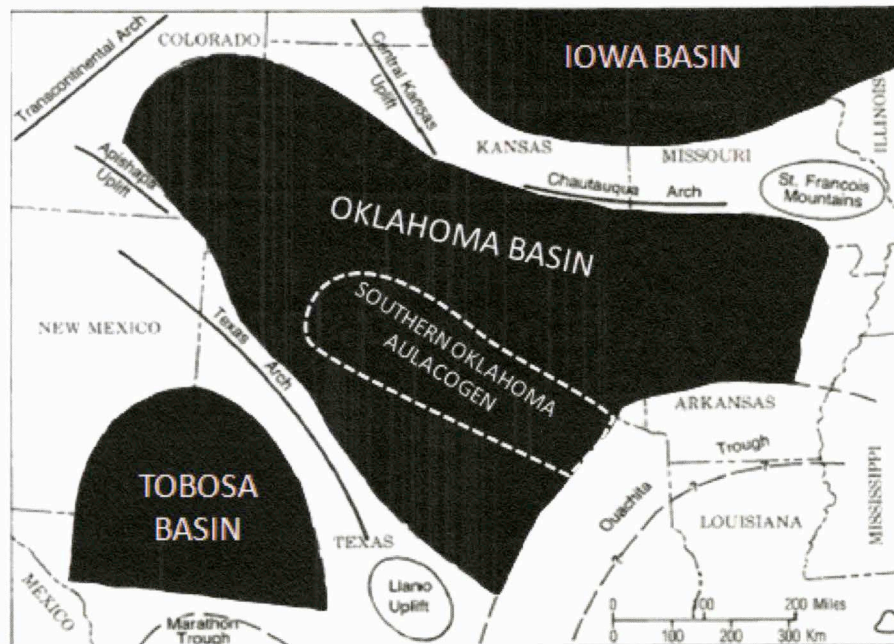 COLORADO
Transcontinental Arch
Central Kansas
Uplift
IOWA BASIN
ILLINOIS
KANSAS
MISSOURI
Apishapa
Uplift
Chautauqua Arch
St. François
Mountains
OKLAHOMA BASIN
SOUTHERN OKLAHOMA
AULACOGEN
NEW MEXICO
Texas Arch
ARKANSAS
Trough
Ouachita
MISSISSIPPI
TOBOSA
BASIN
LOUISIANA
TEXAS
Llano
Uplift
MEXICO
Marathon
Trough
0 100 200 Miles
0 100 200 300 Km